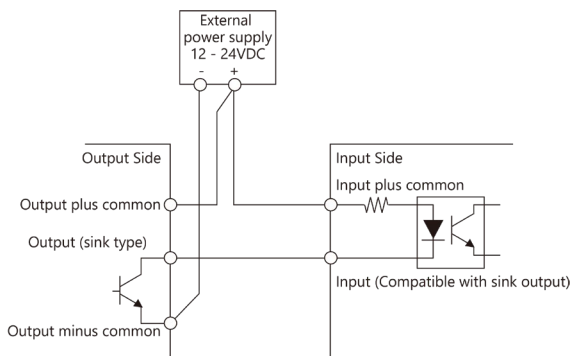 External
power supply
12 - 24VDC
- +
Output Side
Input Side
Input plus common
Output plus common
Output (sink type)
Input (Compatible with sink output)
Output minus common